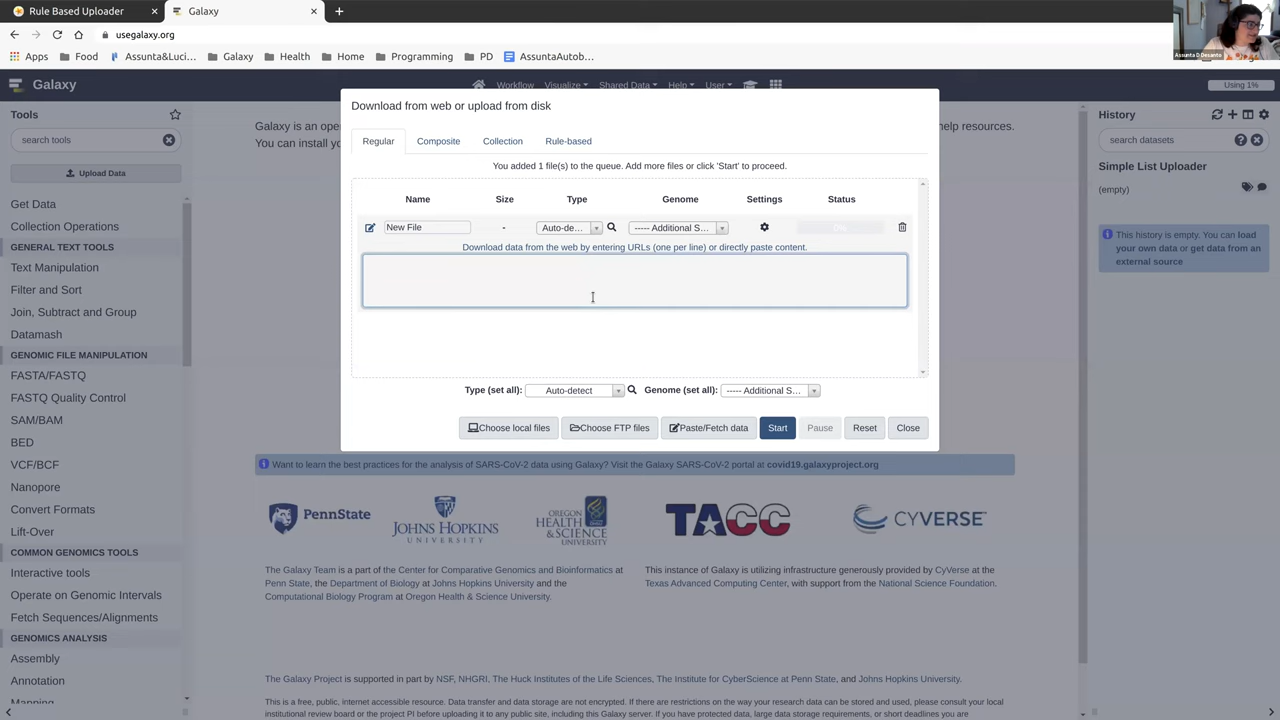 Rule Based Uploader
Galaxy
usegalaxy.org
Apps
Food
Assunta&Luci...
Galaxy
Health
Home
Programming
PD
AssuntaAutob...
Assunta D Desanto
Galaxy
Workflow
Visualize
Shared Data
Help
User
Using 1%
Tools
search tools
Upload Data
Get Data
Collection Operations
GENERAL TEXT TOOLS
Text Manipulation
Filter and Sort
Join, Subtract and Group
Datamash
GENOMIC FILE MANIPULATION
FASTA/FASTQ
FASTQ Quality Control
SAM/BAM
BED
VCF/BCF
Nanopore
Convert Formats
Lift-Over
COMMON GENOMICS TOOLS
Interactive tools
Operate on Genomic Intervals
Fetch Sequences/Alignments
GENOMICS ANALYSIS
Assembly
Annotation
Mapping
Galaxy is an ope
You can install yo
help resources.
Download from web or upload from disk
Regular
Composite
Collection
Rule-based
You added 1 file(s) to the queue. Add more files or click 'Start' to proceed.
Name Size Type Genome Settings Status
New File - Auto-de... ----- Additional S... 0%
Download data from the web by entering URLs (one per line) or directly paste content.
Type (set all): Auto-detect Genome (set all): ----- Additional S...
Choose local files
Choose FTP files
Paste/Fetch data
Start
Pause
Reset
Close
Want to learn the best practices for the analysis of SARS-CoV-2 data using Galaxy? Visit the Galaxy SARS-CoV-2 portal at covid19.galaxyproject.org
PennState
JOHNS HOPKINS
UNIVERSITY
OREGON
HEALTH
& SCIENCE
UNIVERSITY
TACC
CYVERSE
The Galaxy Team is a part of the Center for Comparative Genomics and Bioinformatics at
Penn State, the Department of Biology at Johns Hopkins University and the
Computational Biology Program at Oregon Health & Science University.
This instance of Galaxy is utilizing infrastructure generously provided by CyVerse at the
Texas Advanced Computing Center, with support from the National Science Foundation.
The Galaxy Project is supported in part by NSF, NHGRI, The Huck Institutes of the Life Sciences, The Institute for CyberScience at Penn State, and Johns Hopkins University.
This is a free, public, internet accessible resource. Data transfer and data storage are not encrypted. If there are restrictions on the way your research data can be stored and used, please consult your local
institutional review board or the project PI before uploading it to any public site, including this Galaxy server. If you have protected data, large data storage requirements, or short deadlines you are
History
search datasets
Simple List Uploader
(empty)
This history is empty. You can load
your own data or get data from an
external source